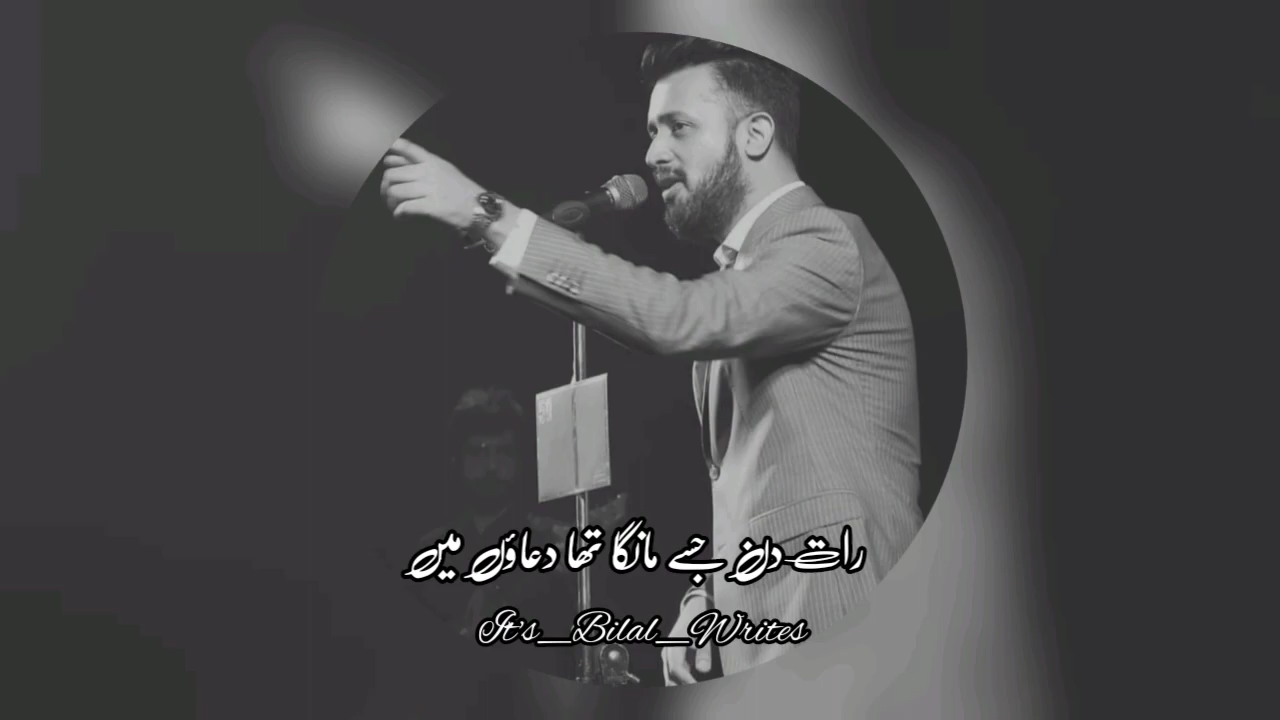 رات دن جسے مانگا تھا دعاؤں میں
It's_Bilal_Writes